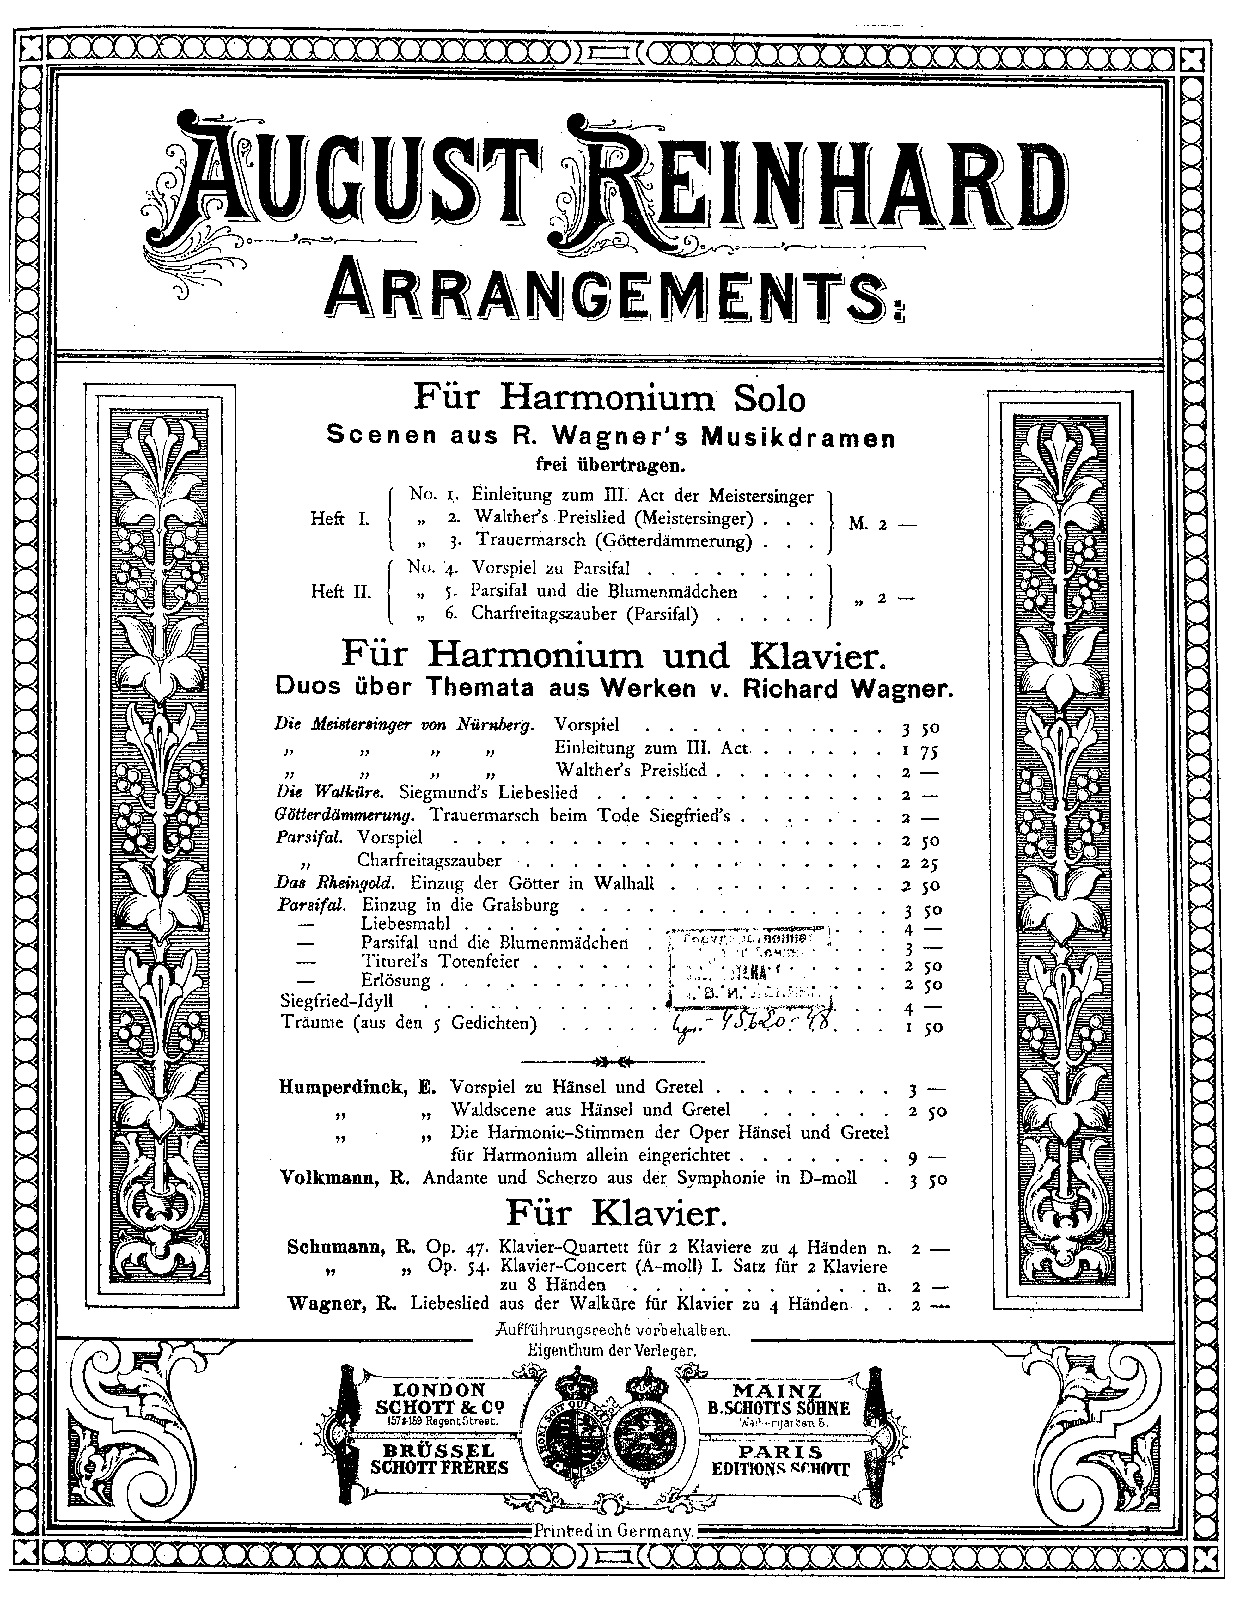 AUGUST REINHARD
ARRANGEMENTS:
Für Harmonium Solo
Scenen aus R. Wagner's Musikdramen
frei übertragen.
No. 1. Einleitung zum III. Act der Meistersinger
Heft I. „ 2. Walther's Preislied (Meistersinger) . . . M. 2 —
„ 3. Trauermarsch (Götterdämmerung) . . .
No. 4. Vorspiel zu Parsifal . . . . . . . .
Heft II. „ 5. Parsifal und die Blumenmädchen . . . „ 2 —
„ 6. Charfreitagszauber (Parsifal) . . . . .
Für Harmonium und Klavier.
Duos über Themata aus Werken v. Richard Wagner.
Die Meistersinger von Nürnberg. Vorspiel . . . . . . . . . . . 3 50
„ „ „ „ Einleitung zum III. Act. . . . . . . 1 75
„ „ „ „ Walther's Preislied . . . . . . . . 2 —
Die Walküre. Siegmund's Liebeslied . . . . . . . . . . . . . 2 —
Götterdämmerung. Trauermarsch beim Tode Siegfried's . . . . . . . 2 —
Parsifal. Vorspiel . . . . . . . . . . . . . . . . . . . 2 50
„ Charfreitagszauber . . . . . . . . . . . . . . . . 2 25
Das Rheingold. Einzug der Götter in Walhall . . . . . . . . . . 2 50
Parsifal. Einzug in die Gralsburg . . . . . . . . . . . . . 3 50
— Liebesmahl . . . . . . . . . . . . . . . . . . . 4 —
— Parsifal und die Blumenmädchen . . . . 3 —
— Titurel's Totenfeier . . . . . . . . . . . . . . . 2 50
— Erlösung . . . . . . . . . . . . . . . . . . . 2 50
Siegfried-Idyll . . . . . . . . . . . . . . . . . . . . 4 —
Träume (aus den 5 Gedichten) . . . . . . . . 1 50
Humperdinck, E. Vorspiel zu Hänsel und Gretel . . . . . . . . 3 —
„ „ Waldscene aus Hänsel und Gretel . . . . . . 2 50
„ „ Die Harmonie-Stimmen der Oper Hänsel und Gretel
für Harmonium allein eingerichtet . . . . . . . 9 —
Volkmann, R. Andante und Scherzo aus der Symphonie in D-moll . 3 50
Für Klavier.
Schumann, R. Op. 47. Klavier-Quartett für 2 Klaviere zu 4 Händen n. 2 —
„ „ Op. 54. Klavier-Concert (A-moll) I. Satz für 2 Klaviere
zu 8 Händen . . . . . . . . . . . n. 2 —
Wagner, R. Liebeslied aus der Walküre für Klavier zu 4 Händen . . 2 —
Aufführungsrecht vorbehalten.
Eigenthum der Verleger.
LONDON
SCHOTT & Co
157 & 159 Regent Street.
BRÜSSEL
SCHOTT FRÈRES
MAINZ
B. SCHOTT'S SÖHNE
PARIS
EDITIONS SCHOTT
Printed in Germany.